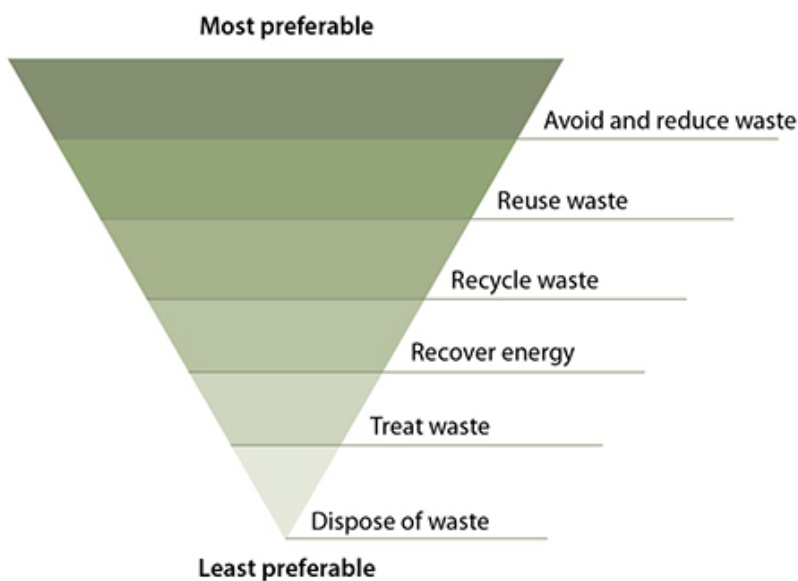 Most preferable
Avoid and reduce waste
Reuse waste
Recycle waste
Recover energy
Treat waste
Dispose of waste
Least preferable